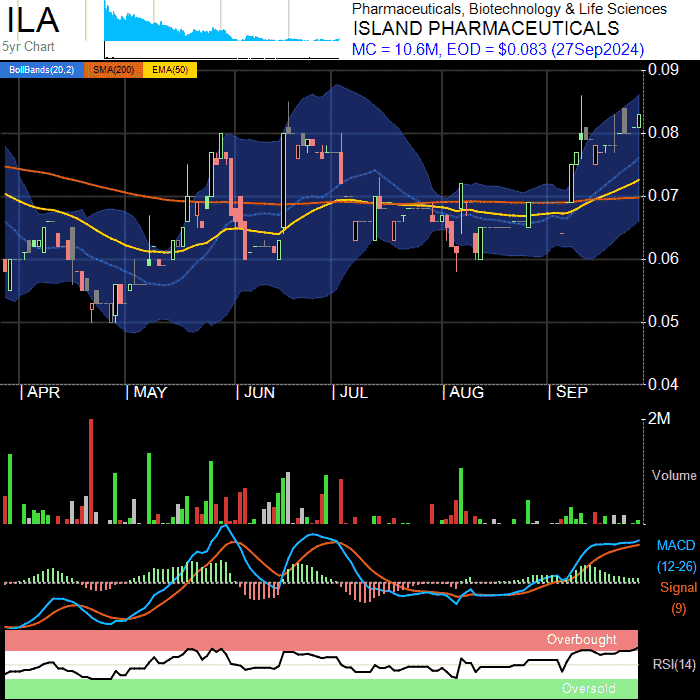 ILA
5yr Chart
Pharmaceuticals, Biotechnology & Life Sciences
ISLAND PHARMACEUTICALS
MC = 10.6M, EOD = $0.083 (27Sep2024)
BollBands(20,2) SMA(200) EMA(50)
0.09
0.08
0.07
0.06
0.05
0.04
APR MAY JUN JUL AUG SEP
2M
Volume
MACD
(12-26)
Signal
(9)
Overbought
RSI(14)
Oversold